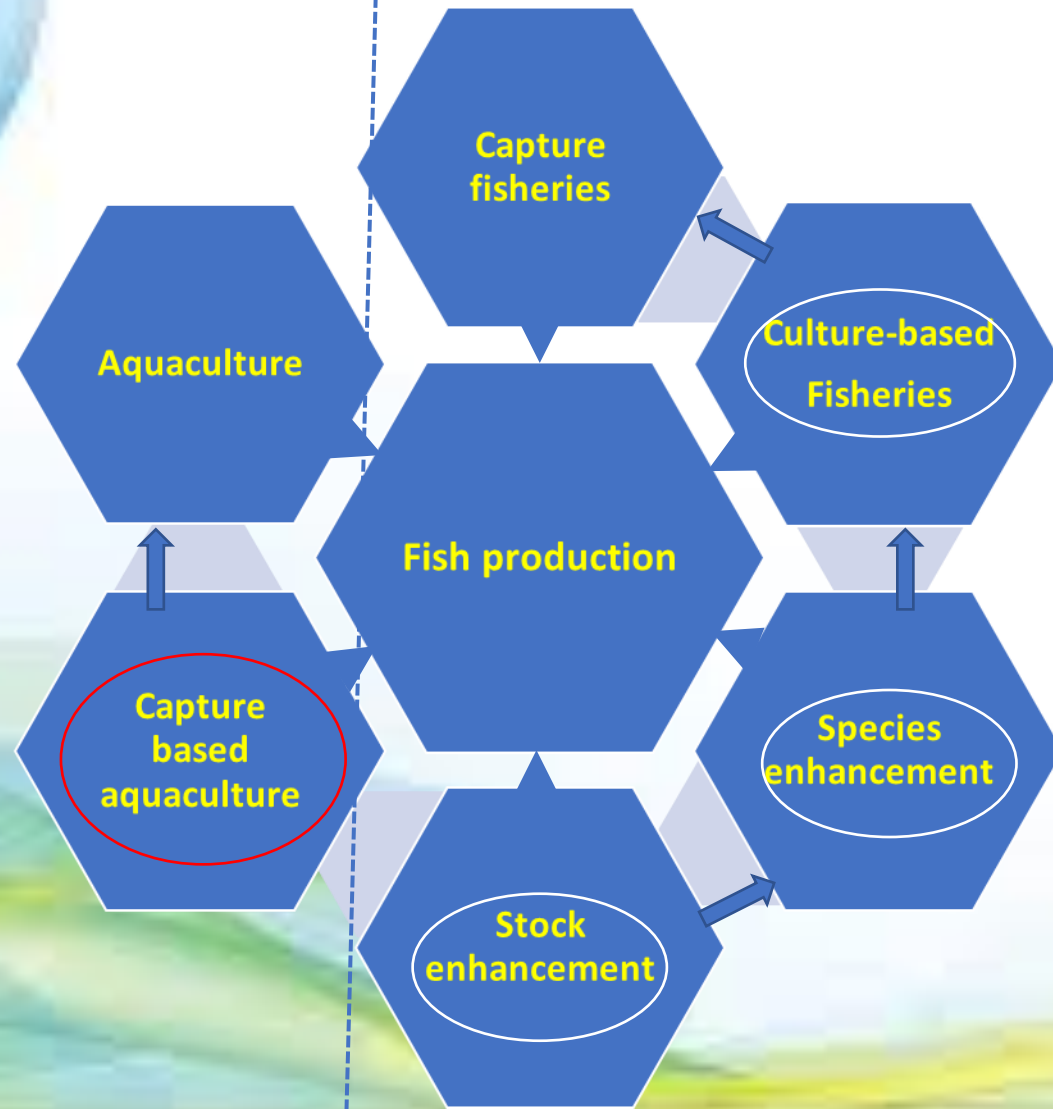 Capture
fisheries
Aquaculture
Culture-based
Fisheries
Fish production
Capture
based
aquaculture
Species
enhancement
Stock
enhancement